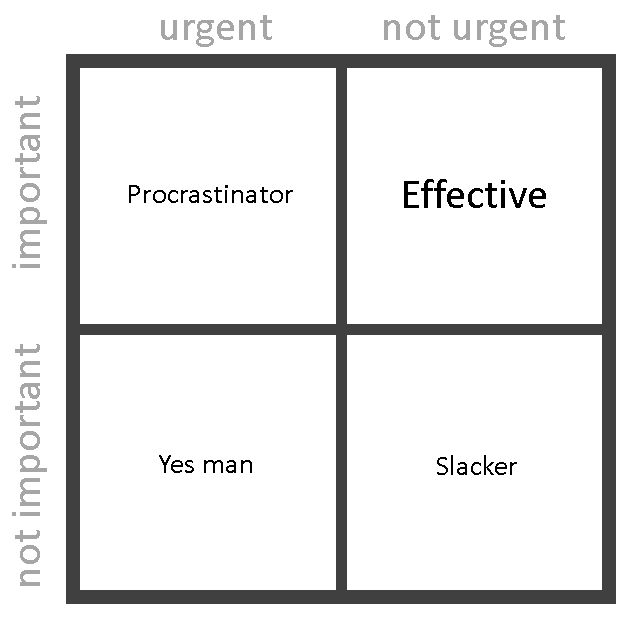 urgent
not urgent
important
Procrastinator
Effective
not important
Yes man
Slacker